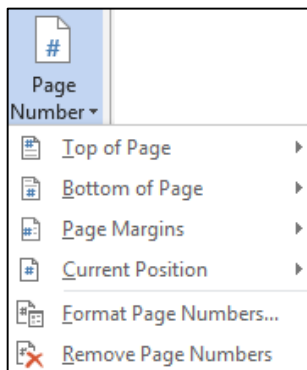 Page
Number
Top of Page
Bottom of Page
Page Margins
Current Position
Format Page Numbers...
Remove Page Numbers